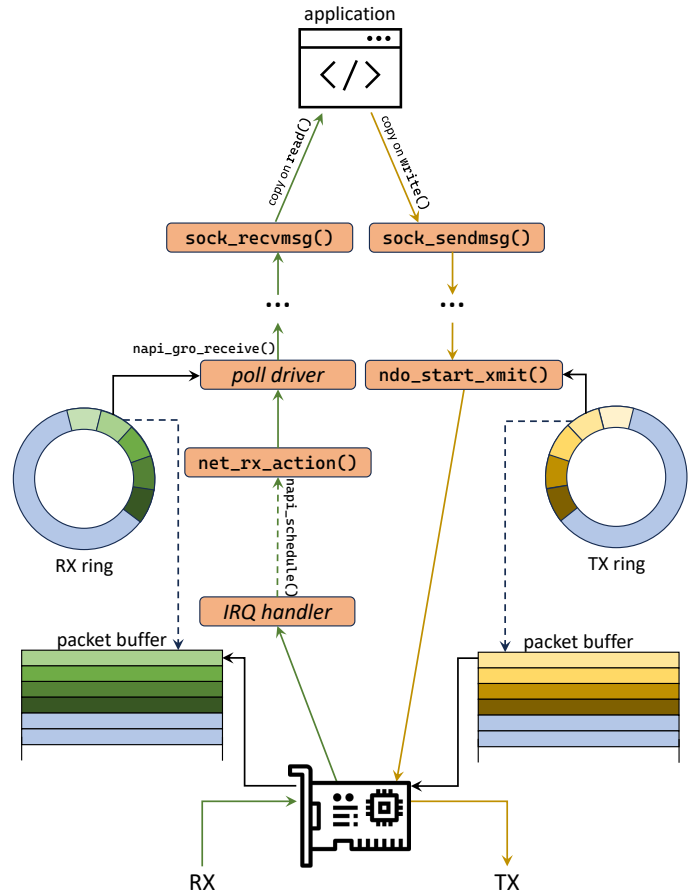 application
</>
copy on read()
copy on write()
sock_recvmsg()
sock_sendmsg()
...
...
napi_gro_receive()
poll driver
ndo_start_xmit()
net_rx_action()
napi_schedule()
RX ring
TX ring
IRQ handler
packet buffer
packet buffer
RX
TX